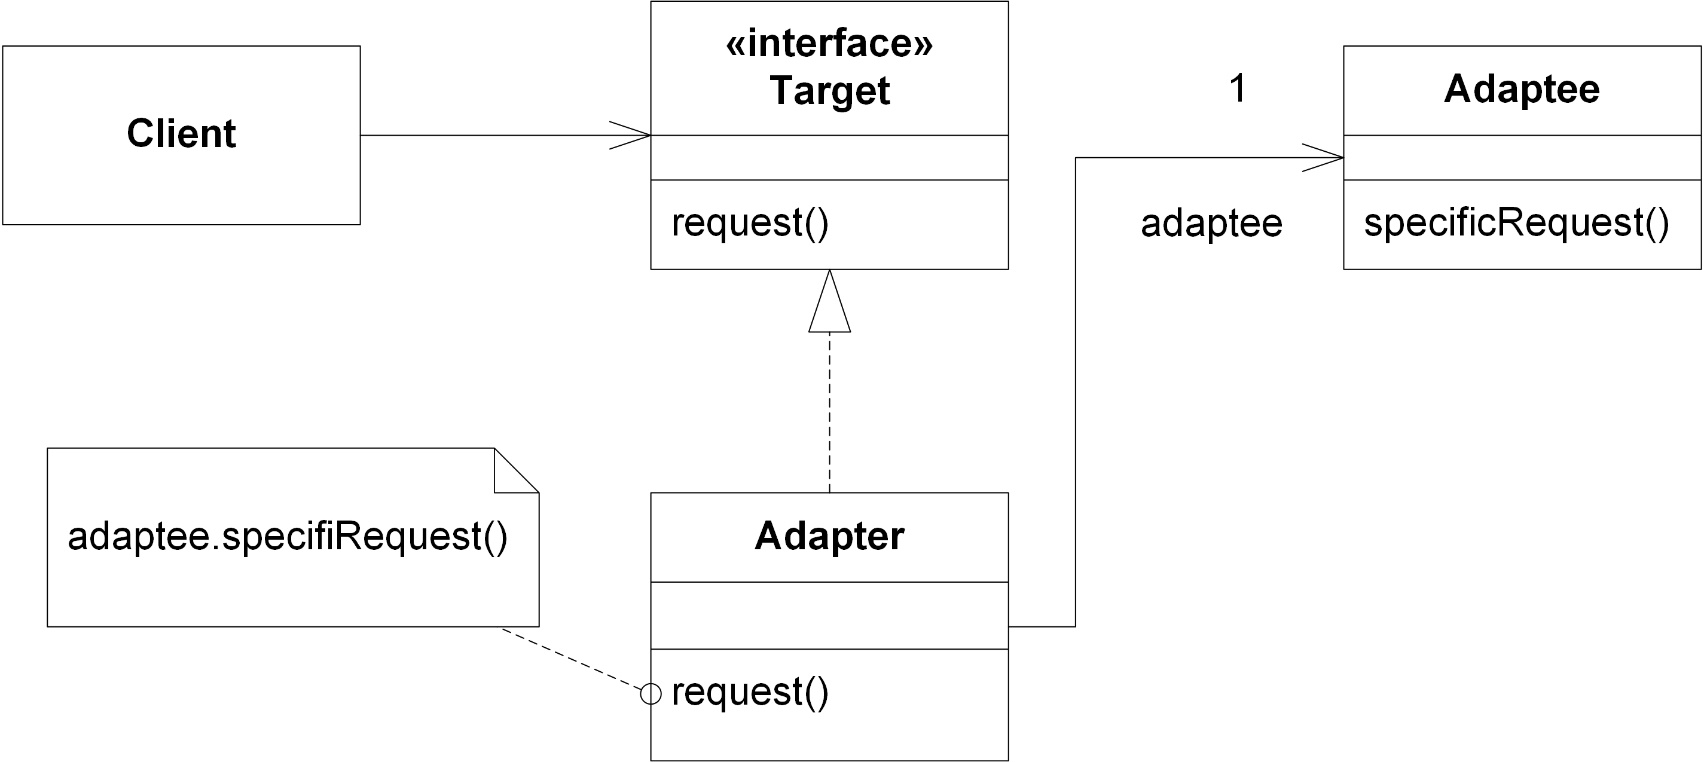 Client
«interface»
Target
request()
1
adaptee
Adaptee
specificRequest()
adaptee.specifiRequest()
Adapter
request()